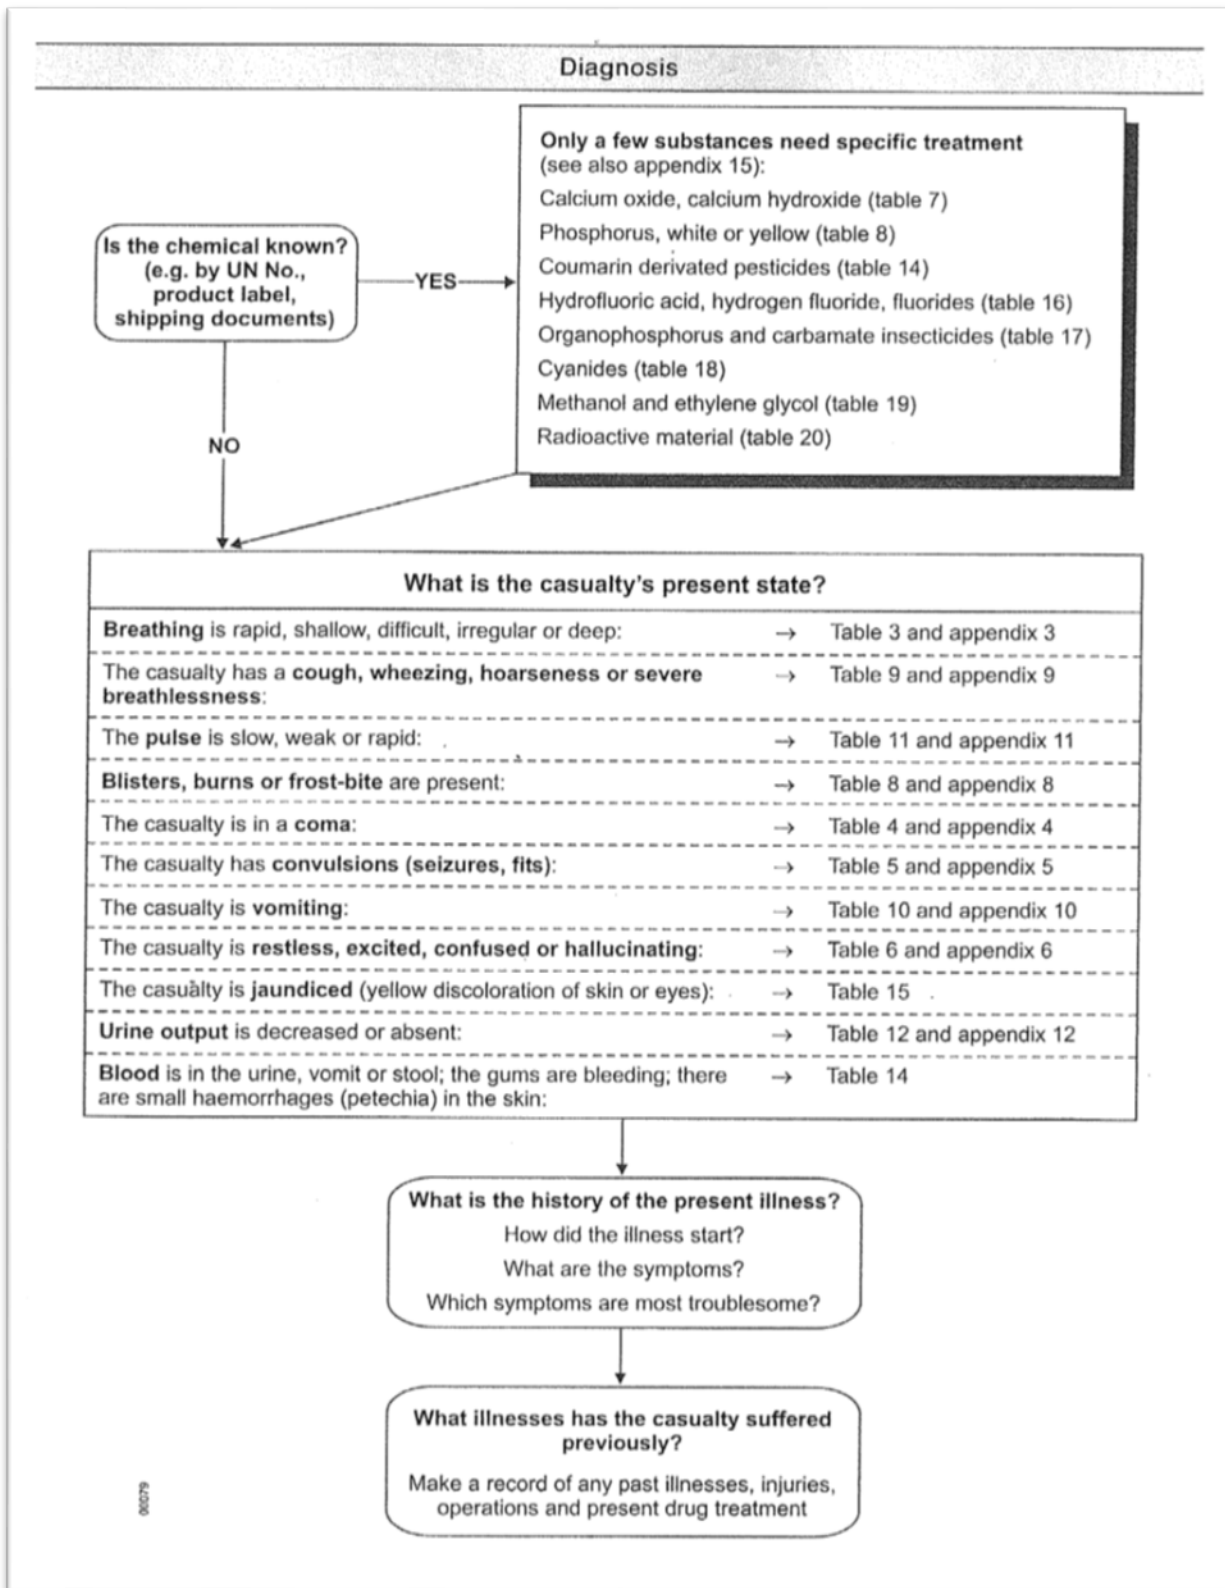 Diagnosis
Only a few substances need specific treatment
(see also appendix 15):
Calcium oxide, calcium hydroxide (table 7)
Phosphorus, white or yellow (table 8)
Coumarin derivated pesticides (table 14)
Hydrofluoric acid, hydrogen fluoride, fluorides (table 16)
Organophosphorus and carbamate insecticides (table 17)
Cyanides (table 18)
Methanol and ethylene glycol (table 19)
Radioactive material (table 20)
Is the chemical known?
(e.g. by UN No.,
product label,
shipping documents)
YES
NO
What is the casualty's present state?
Breathing is rapid, shallow, difficult, irregular or deep: → Table 3 and appendix 3
The casualty has a cough, wheezing, hoarseness or severe → Table 9 and appendix 9
breathlessness:
The pulse is slow, weak or rapid: → Table 11 and appendix 11
Blisters, burns or frost-bite are present: → Table 8 and appendix 8
The casualty is in a coma: → Table 4 and appendix 4
The casualty has convulsions (seizures, fits): → Table 5 and appendix 5
The casualty is vomiting: → Table 10 and appendix 10
The casualty is restless, excited, confused or hallucinating: → Table 6 and appendix 6
The casualty is jaundiced (yellow discoloration of skin or eyes): → Table 15
Urine output is decreased or absent: → Table 12 and appendix 12
Blood is in the urine, vomit or stool; the gums are bleeding; there → Table 14
are small haemorrhages (petechia) in the skin:
What is the history of the present illness?
How did the illness start?
What are the symptoms?
Which symptoms are most troublesome?
What illnesses has the casualty suffered
previously?
Make a record of any past illnesses, injuries,
operations and present drug treatment
00079